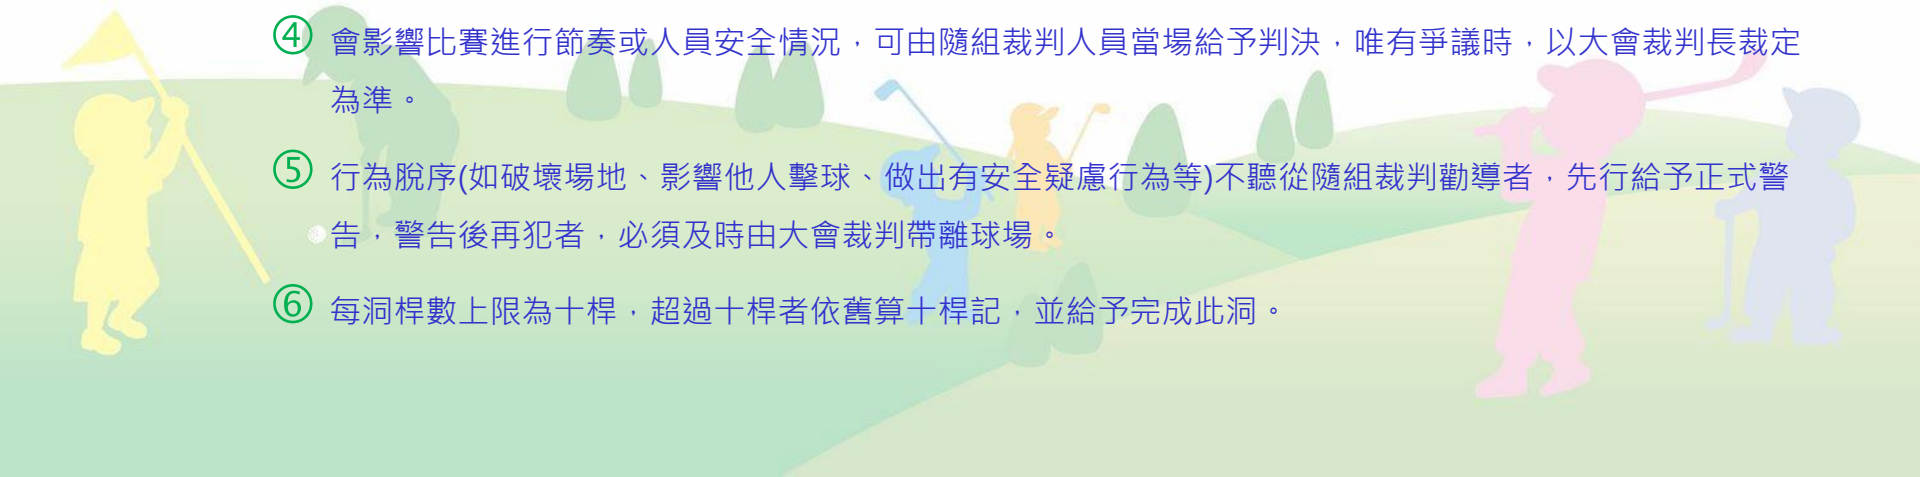 ④ 會影響比賽進行節奏或人員安全情況，可由隨組裁判人員當場給予判決，唯有爭議時，以大會裁判長裁定
為準。
⑤ 行為脫序(如破壞場地、影響他人擊球、做出有安全疑慮行為等)不聽從隨組裁判勸導者，先行給予正式警
告，警告後再犯者，必須及時由大會裁判帶離球場。
⑥ 每洞桿數上限為十桿，超過十桿者依舊算十桿記，並給予完成此洞。